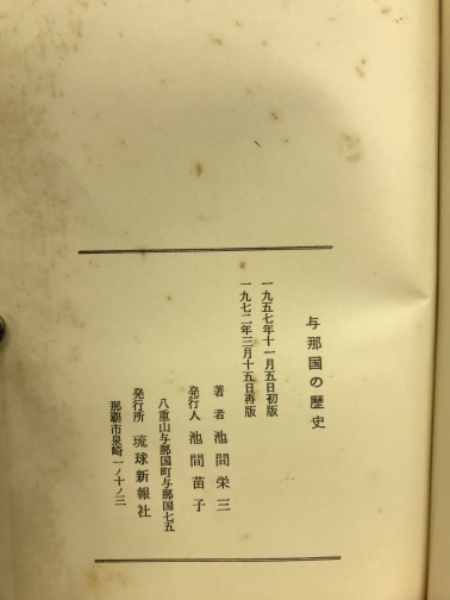 与那国の歴史
一九五七年十一月五日初版
一九七二年三月十五日再版
著者 池間栄三
発行人 池間苗子
八重山与那国町与那国七五
発行所 琉球新報社
那覇市泉崎一ノ十ノ三